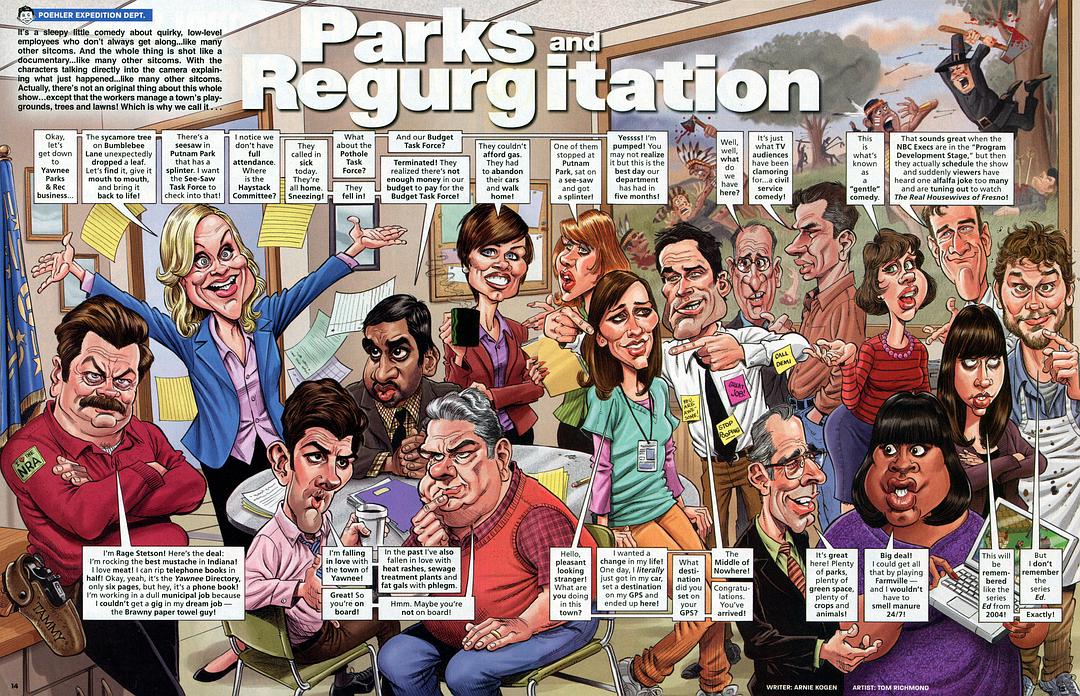 POEHLER EXPEDITION DEPT.
It's a sleepy little comedy about quirky, low-level
employees who don't always get along...like many
other sitcoms. And the whole thing is shot like a
documentary...like many other sitcoms. With the
characters talking directly into the camera explain-
ing what just happened...like many other sitcoms.
Actually, there's not an original thing about this whole
show...except that the workers manage a town's play-
grounds, trees and lawns! Which is why we call it . . .
Parks and
Regurgitation
Okay,
let's
get down
to
Yawnee
Parks
& Rec
business...
The sycamore tree
on Bumblebee
Lane unexpectedly
dropped a leaf.
Let's find it, give it
mouth to mouth,
and bring it
back to life!
There's a
seesaw in
Putnam Park
that has a
splinter. I want
the See-Saw
Task Force to
check into that!
I notice we
don't have
full
attendance.
Where
is the
Haystack
Committee?
They
called in
sick
today.
They're
all home.
Sneezing!
What
about the
Pothole
Task
Force?
They
fell in!
And our Budget
Task Force?
Terminated! They
realized there's not
enough money in our
budget to pay for the
Budget Task Force!
They couldn't
afford gas.
They had
to abandon
their cars
and walk
home!
One of them
stopped at
Putnam
Park, sat on
a see-saw
and got
a splinter!
Yessss! I'm
pumped! You
may not realize
it but this is the
best day our
department
has had in
five months!
Well,
well,
what
do
we
have
here?
It's just
what TV
audiences
have been
clamoring
for...a civil
service
comedy!
This
is
what's
known
as
a
"gentle"
comedy.
That sounds great when the
NBC Execs are in the "Program
Development Stage," but then
they actually schedule the show
and suddenly viewers have
heard one alfalfa joke too many
and are tuning out to watch
The Real Housewives of Fresno!
I ♥ THE
NRA
YOU
ARE
AWE-
SOME!
GREAT
JOB!
STOP
POOPING
CALL
DEMI
TAMMY
I'm Rage Stetson! Here's the deal:
I'm rocking the best mustache in Indiana!
I love meat! I can rip telephone books in
half! Okay, yeah, it's the Yawnee Directory,
only six pages, but hey, it's a phone book!
I'm working in a dull municipal job because
I couldn't get a gig in my dream job —
the Brawny paper towel guy!
I'm falling
in love with
the town of
Yawnee!
Great! So
you're on
board!
In the past I've also
fallen in love with
heat rashes, sewage
treatment plants and
fat gals with phlegm.
Hmm. Maybe you're
not on board!
Hello,
pleasant
looking
stranger!
What are
you doing
in this
town?
I wanted a
change in my life!
One day, I literally
just got in my car,
set a destination
on my GPS and
ended up here!
What
desti-
nation
did you
set on
your
GPS?
The
Middle of
Nowhere!
Congratu-
lations.
You've
arrived!
It's great
here! Plenty
of parks,
plenty of
green space,
plenty of
crops and
animals!
Big deal!
I could get
all that by
playing
Farmville —
and I wouldn't
have to
smell manure
24/7!
This will
be
remem-
bered
like the
series
Ed from
2004!
But
I don't
remember
the
series
Ed.
Exactly!
14
WRITER: ARNIE KOGEN
ARTIST: TOM RICHMOND